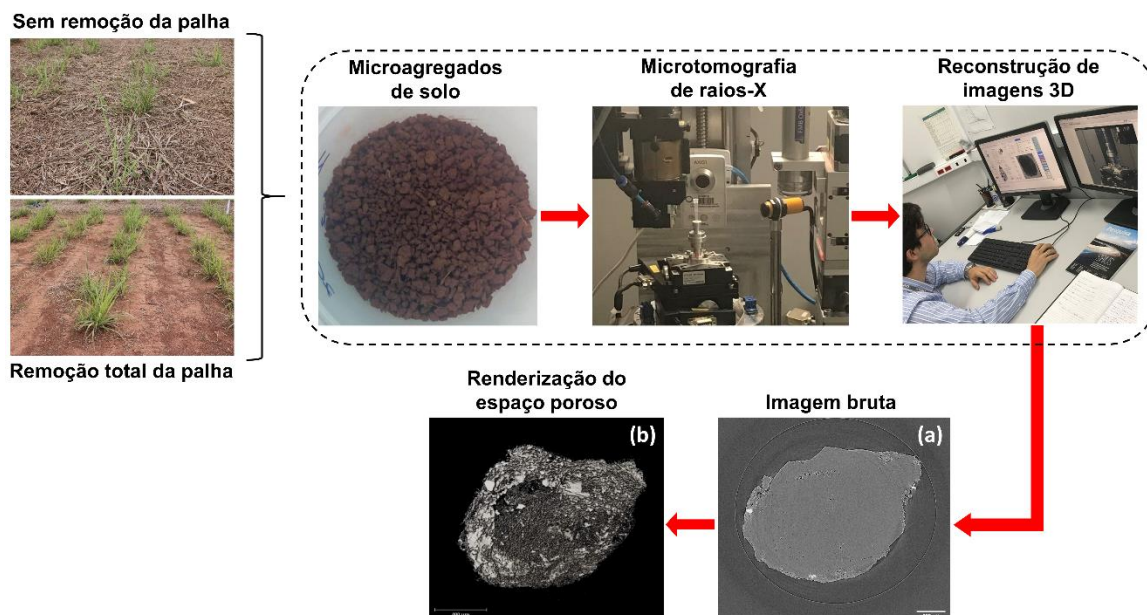 Sem remoção da palha
Remoção total da palha
Microagregados
de solo
Microtomografia
de raios-X
Reconstrução de
imagens 3D
Renderização do
espaço poroso
(b)
Imagem bruta
(a)